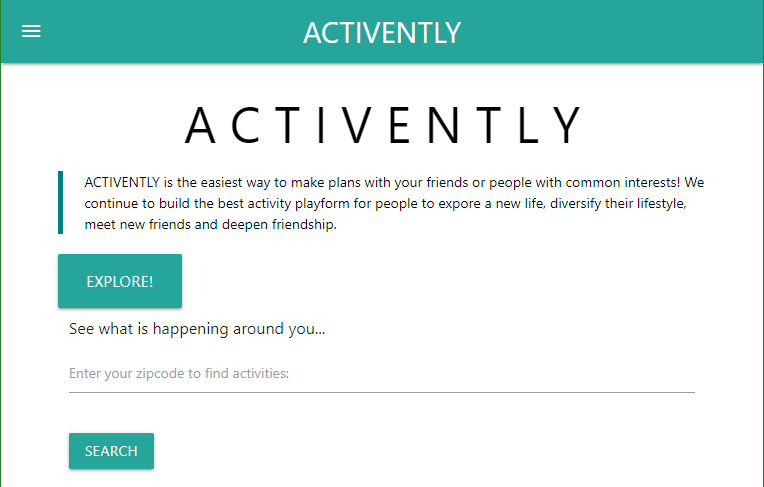 ACTIVENTLY
ACTIVENTLY
ACTIVENTLY is the easiest way to make plans with your friends or people with common interests! We
continue to build the best activity playform for people to expore a new life, diversify their lifestyle,
meet new friends and deepen friendship.
EXPLORE!
See what is happening around you...
Enter your zipcode to find activities:
SEARCH